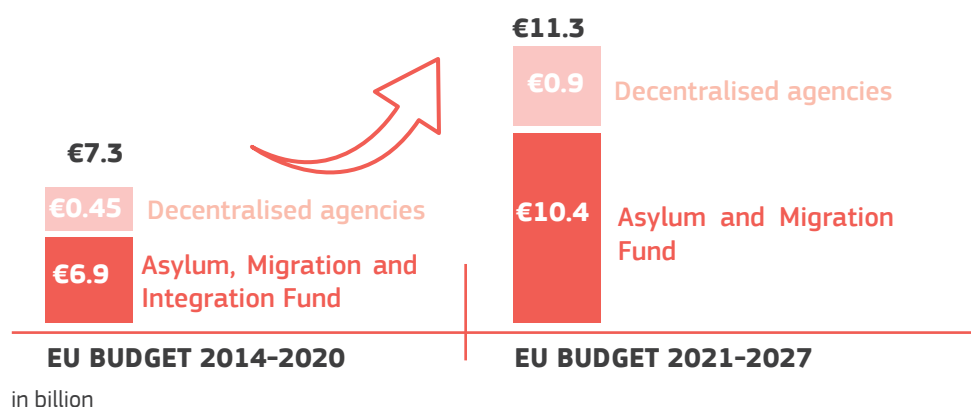 €11.3
€0.9
Decentralised agencies
€7.3
€0.45
Decentralised agencies
€10.4
Asylum and Migration
Fund
€6.9
Asylum, Migration and
Integration Fund
EU BUDGET 2014-2020
EU BUDGET 2021-2027
in billion